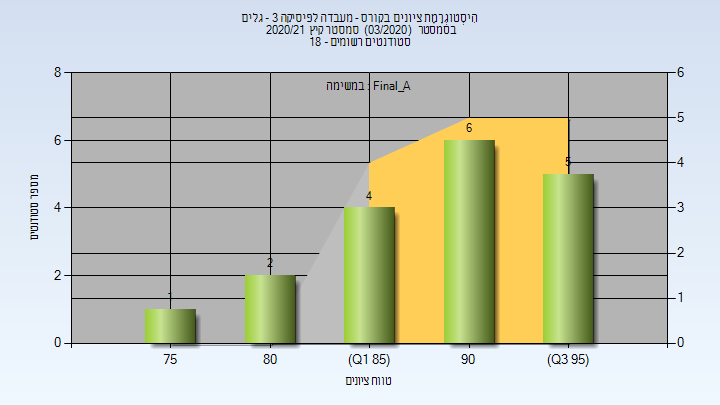 היסטוגרמת ציונים בקורס - מעבדה לפיסיקה 3 - גלים
בסמסטר (03/2020) סמסטר קיץ 2020/21
סטודנטים רשומים - 18
במשימה : Final_A
8
6
4
2
0
6
5
4
3
2
1
0
1
2
4
6
5
מספר סטודנטים
75
80
(Q1 85)
90
(Q3 95)
טווח ציונים